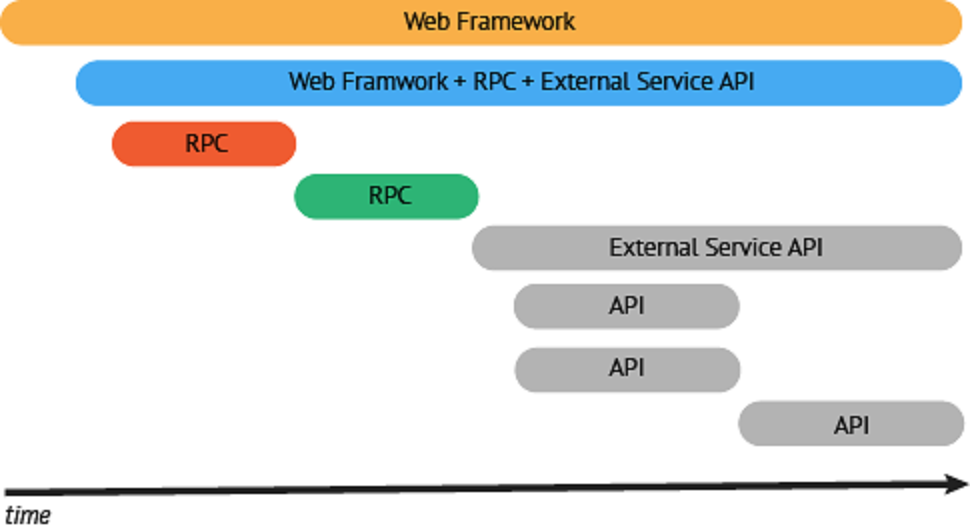 Web Framework
Web Framwork + RPC + External Service API
RPC
RPC
External Service API
API
API
API
time